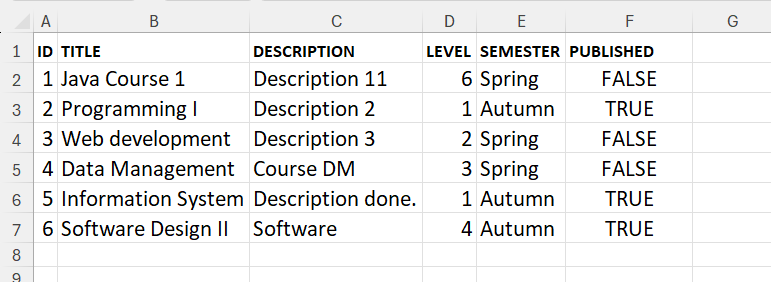 A B C D E F G
1 ID TITLE DESCRIPTION LEVEL SEMESTER PUBLISHED
2 1 Java Course 1 Description 11 6 Spring FALSE
3 2 Programming I Description 2 1 Autumn TRUE
4 3 Web development Description 3 2 Spring FALSE
5 4 Data Management Course DM 3 Spring FALSE
6 5 Information System Description done. 1 Autumn TRUE
7 6 Software Design II Software 4 Autumn TRUE
8
9